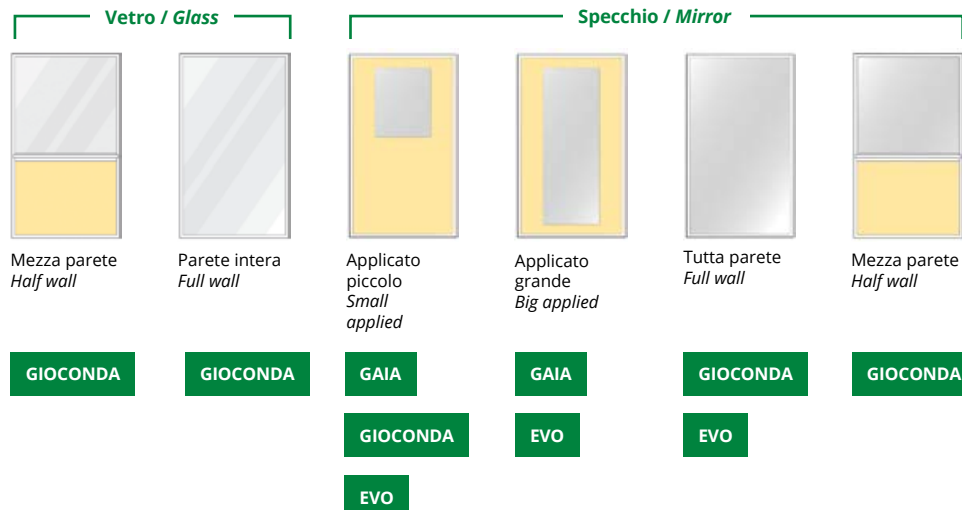 Vetro / Glass
Specchio / Mirror
Mezza parete
Half wall
Parete intera
Full wall
Applicato
piccolo
Small
applied
Applicato
grande
Big applied
Tutta parete
Full wall
Mezza parete
Half wall
GIOCONDA
GIOCONDA
GAIA
GAIA
GIOCONDA
GIOCONDA
GIOCONDA
EVO
EVO
EVO